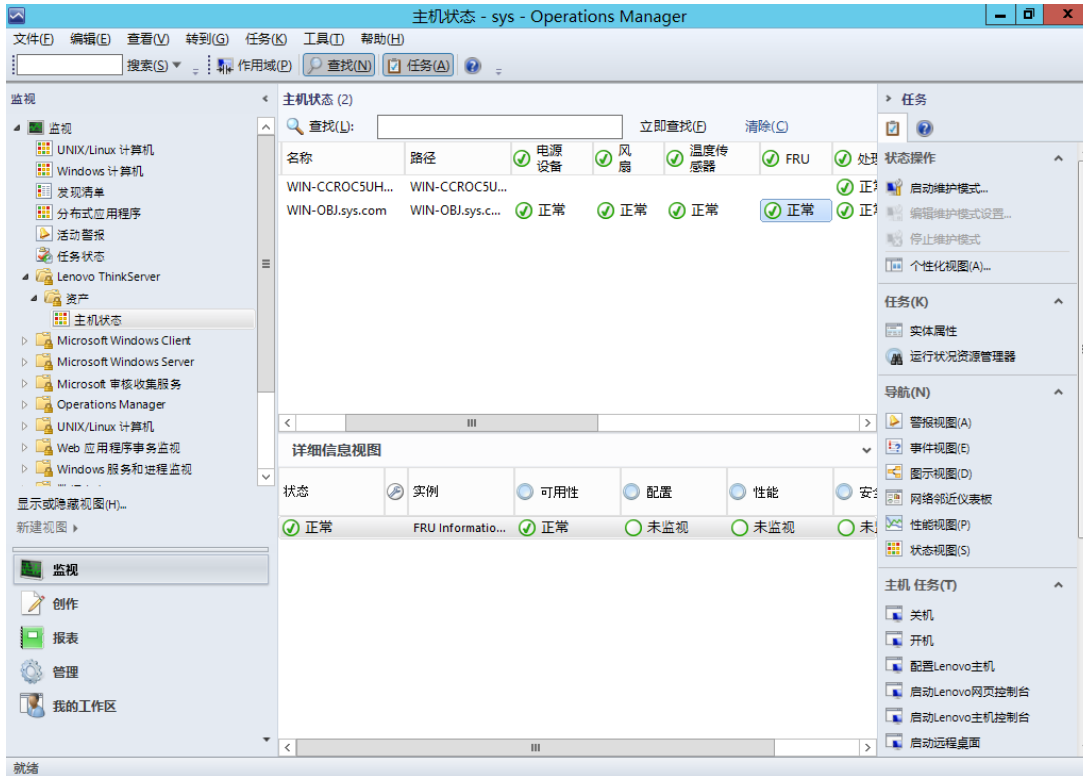 主机状态 - sys - Operations Manager
文件(F) 编辑(E) 查看(V) 转到(G) 任务(K) 工具(T) 帮助(H)
搜索(S) 作用域(P) 查找(N) 任务(A)
监视
监视
UNIX/Linux 计算机
Windows 计算机
发现清单
分布式应用程序
活动警报
任务状态
Lenovo ThinkServer
资产
主机状态
Microsoft Windows Client
Microsoft Windows Server
Microsoft 审核收集服务
Operations Manager
UNIX/Linux 计算机
Web 应用程序事务监视
Windows 服务和进程监视
显示或隐藏视图(H)...
新建视图
监视
创作
报表
管理
我的工作区
主机状态 (2)
查找(L): 立即查找(F) 清除(C)
名称 路径 电源设备 风扇 温度传感器 FRU 处理
WIN-CCROC5UH... WIN-CCROC5U... 正常
WIN-OBJ.sys.com WIN-OBJ.sys.c... 正常 正常 正常 正常 正常
详细信息视图
状态 实例 可用性 配置 性能 安全
正常 FRU Informatio... 正常 未监视 未监视 未
任务
状态操作
启动维护模式...
编辑维护模式设置...
停止维护模式
个性化视图(A)...
任务(K)
实体属性
运行状况资源管理器
导航(N)
警报视图(A)
事件视图(E)
图示视图(D)
网络邻近仪表板
性能视图(P)
状态视图(S)
主机 任务(T)
关机
开机
配置Lenovo主机
启动Lenovo网页控制台
启动Lenovo主机控制台
启动远程桌面
就绪